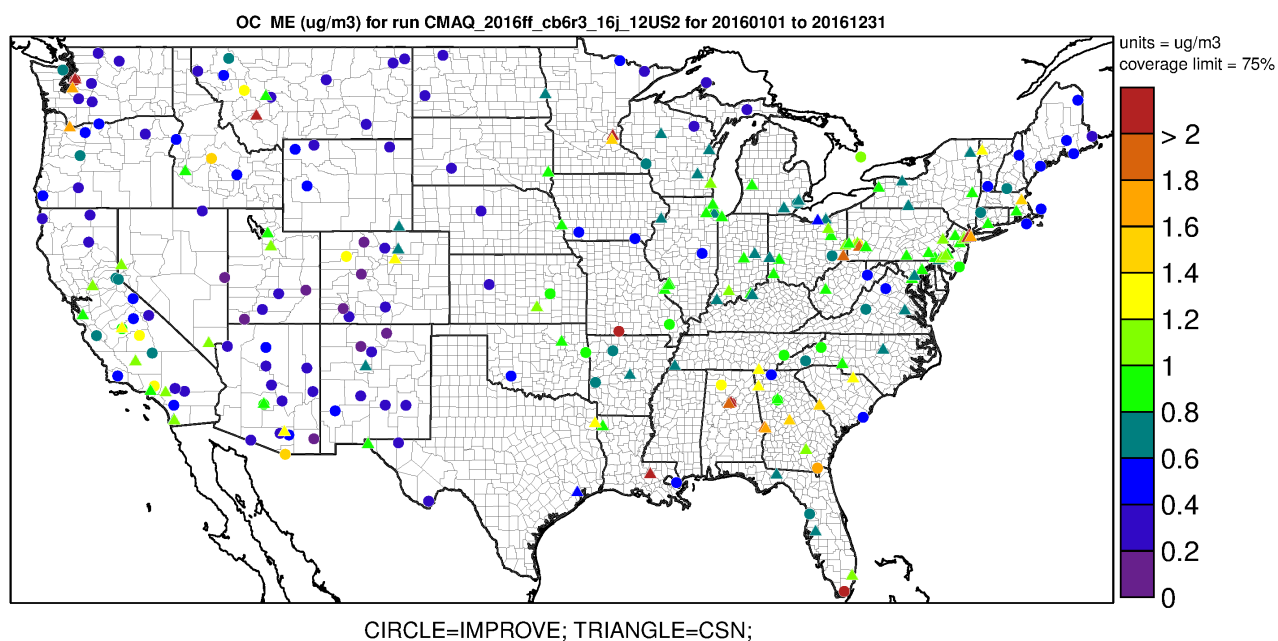 OC ME (ug/m3) for run CMAQ_2016ff_cb6r3_16j_12US2 for 20160101 to 20161231
units = ug/m3
coverage limit = 75%
> 2
1.8
1.6
1.4
1.2
1
0.8
0.6
0.4
0.2
0
CIRCLE=IMPROVE; TRIANGLE=CSN;